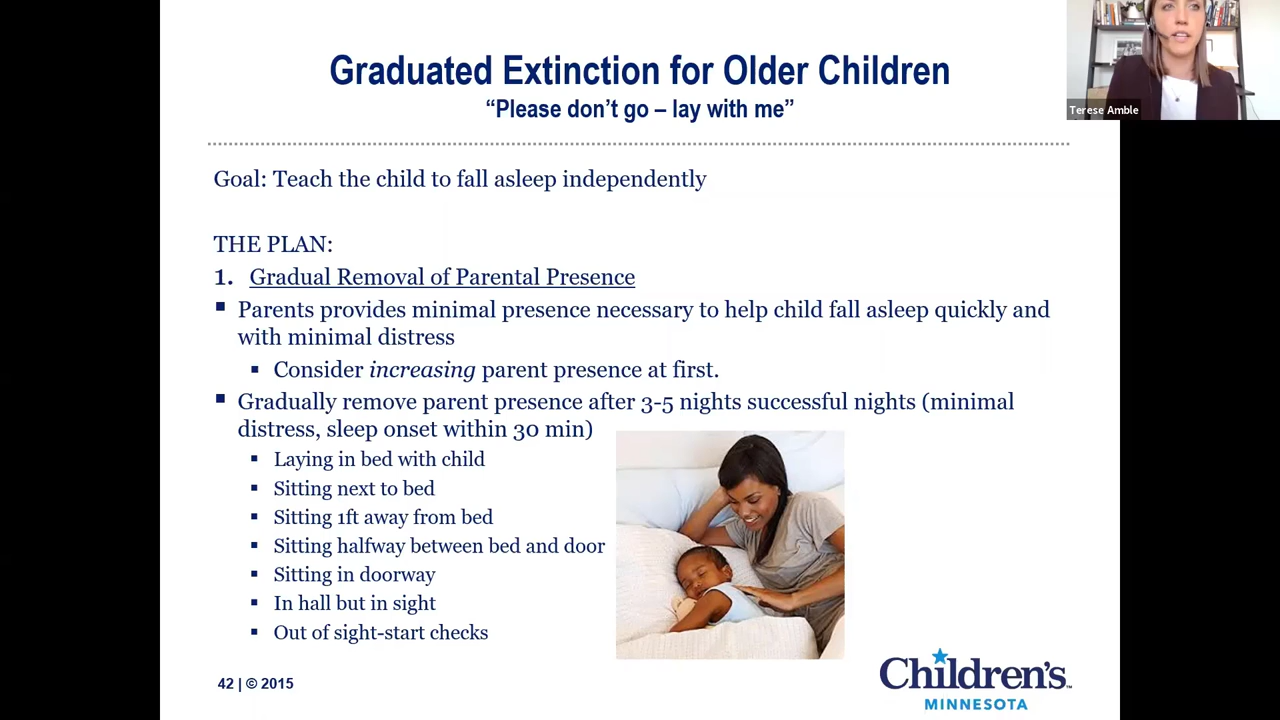 Graduated Extinction for Older Children
“Please don’t go – lay with me”
Terese Amble
Goal: Teach the child to fall asleep independently
THE PLAN:
1. Gradual Removal of Parental Presence
▪ Parents provides minimal presence necessary to help child fall asleep quickly and
with minimal distress
▪ Consider increasing parent presence at first.
▪ Gradually remove parent presence after 3-5 nights successful nights (minimal
distress, sleep onset within 30 min)
▪ Laying in bed with child
▪ Sitting next to bed
▪ Sitting 1ft away from bed
▪ Sitting halfway between bed and door
▪ Sitting in doorway
▪ In hall but in sight
▪ Out of sight-start checks
42 | © 2015
Children’s™
MINNESOTA